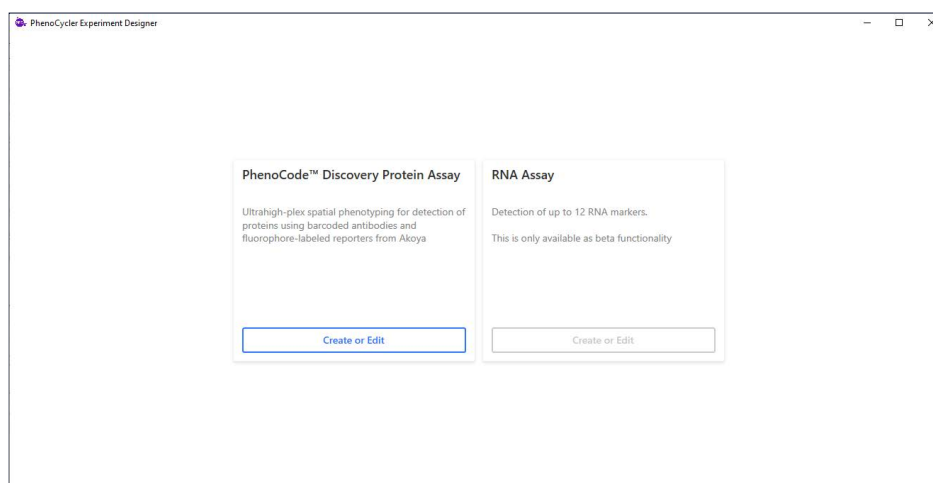 PhenoCycler Experiment Designer
PhenoCode™ Discovery Protein Assay
Ultrahigh-plex spatial phenotyping for detection of
proteins using barcoded antibodies and
fluorophore-labeled reporters from Akoya
Create or Edit
RNA Assay
Detection of up to 12 RNA markers.
This is only available as beta functionality
Create or Edit